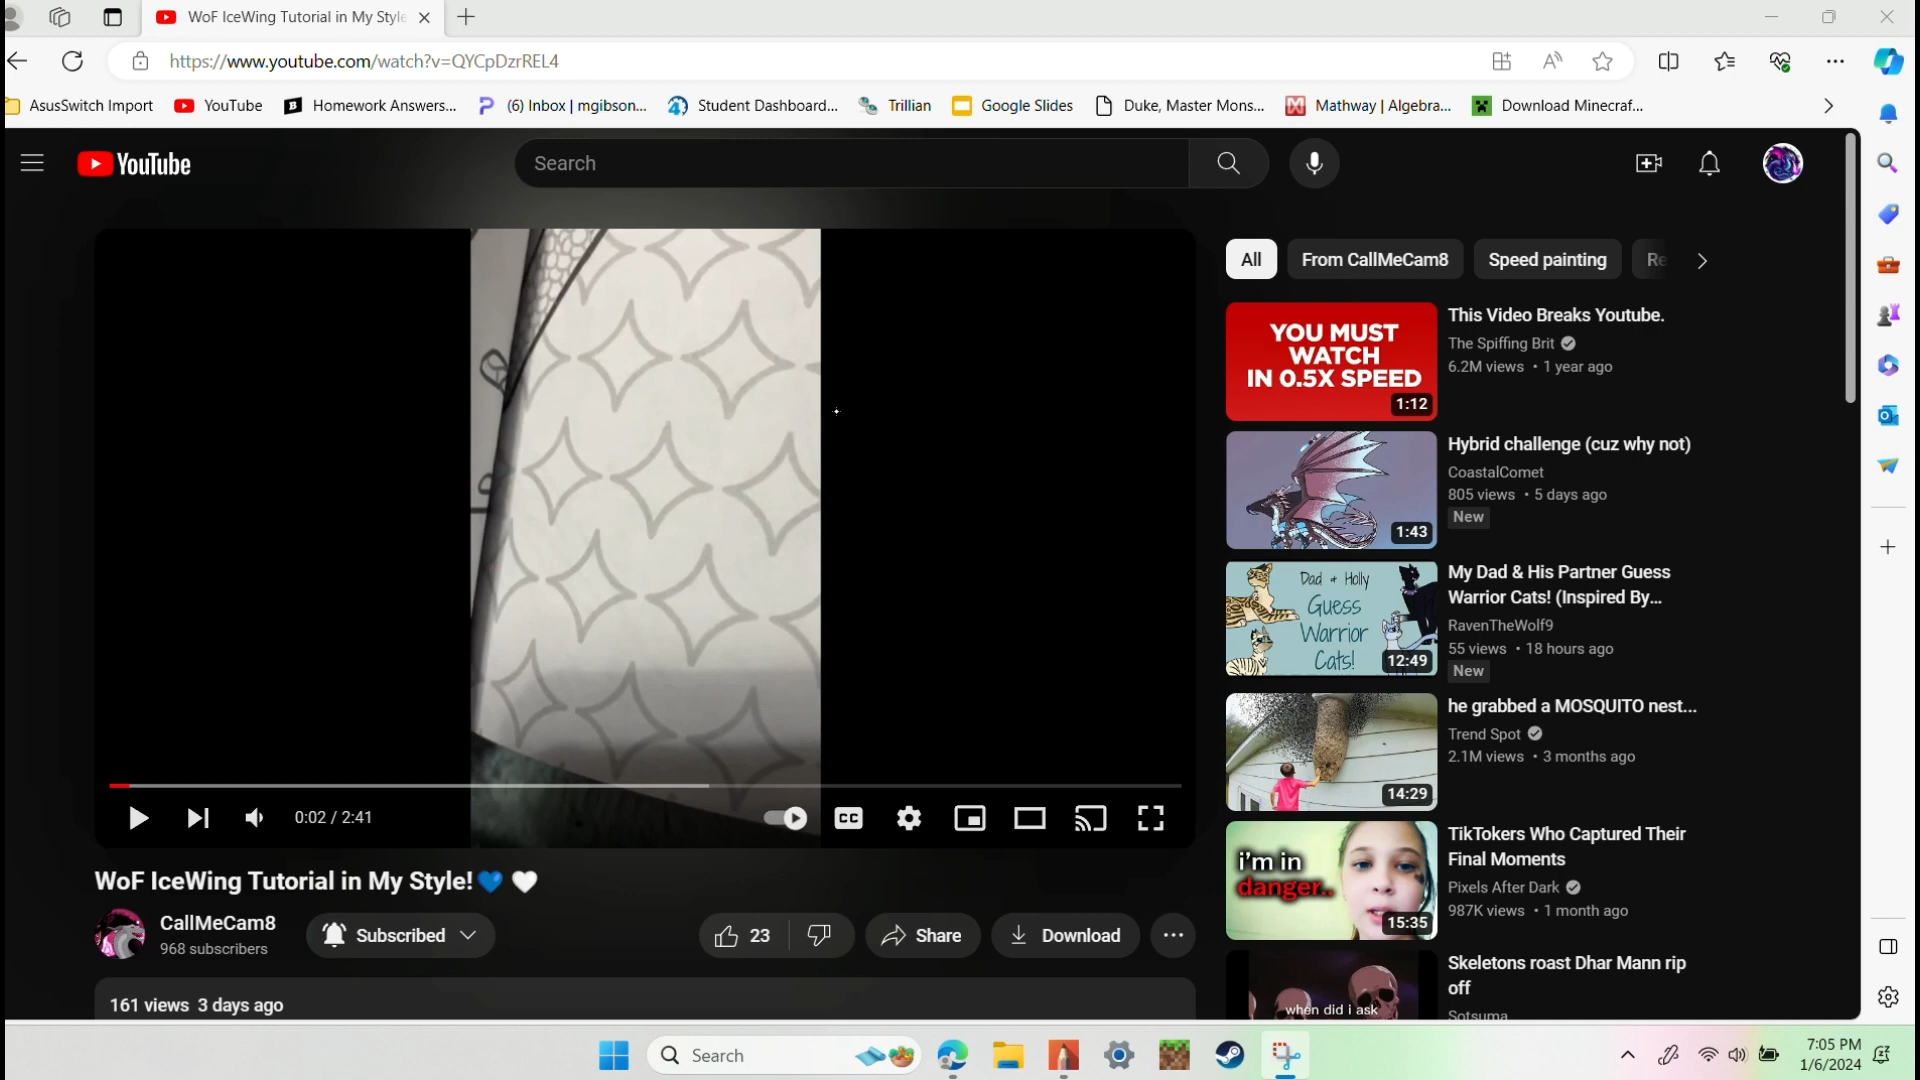 WoF IceWing Tutorial in My Style
https://www.youtube.com/watch?v=QYCpDzrREL4
AsusSwitch Import
YouTube
Homework Answers...
(6) Inbox | mgibson...
Student Dashboard...
Trillian
Google Slides
Duke, Master Mons...
Mathway | Algebra...
Download Minecraf...
YouTube
Search
All
From CallMeCam8
Speed painting
Re
YOU MUST
WATCH
IN 0.5X SPEED
1:12
This Video Breaks Youtube.
The Spiffing Brit
6.2M views • 1 year ago
1:43
Hybrid challenge (cuz why not)
CoastalComet
805 views • 5 days ago
New
Dad + Holly
Guess
Warrior
Cats!
12:49
My Dad & His Partner Guess
Warrior Cats! (Inspired By...
RavenTheWolf9
55 views • 18 hours ago
New
14:29
he grabbed a MOSQUITO nest...
Trend Spot
2.1M views • 3 months ago
i'm in
danger..
15:35
TikTokers Who Captured Their
Final Moments
Pixels After Dark
987K views • 1 month ago
when did i ask
Skeletons roast Dhar Mann rip
off
Sotsuma
0:02 / 2:41
CC
WoF IceWing Tutorial in My Style!💙🤍
CallMeCam8
968 subscribers
Subscribed
23
Share
Download
161 views 3 days ago
Search
7:05 PM
1/6/2024